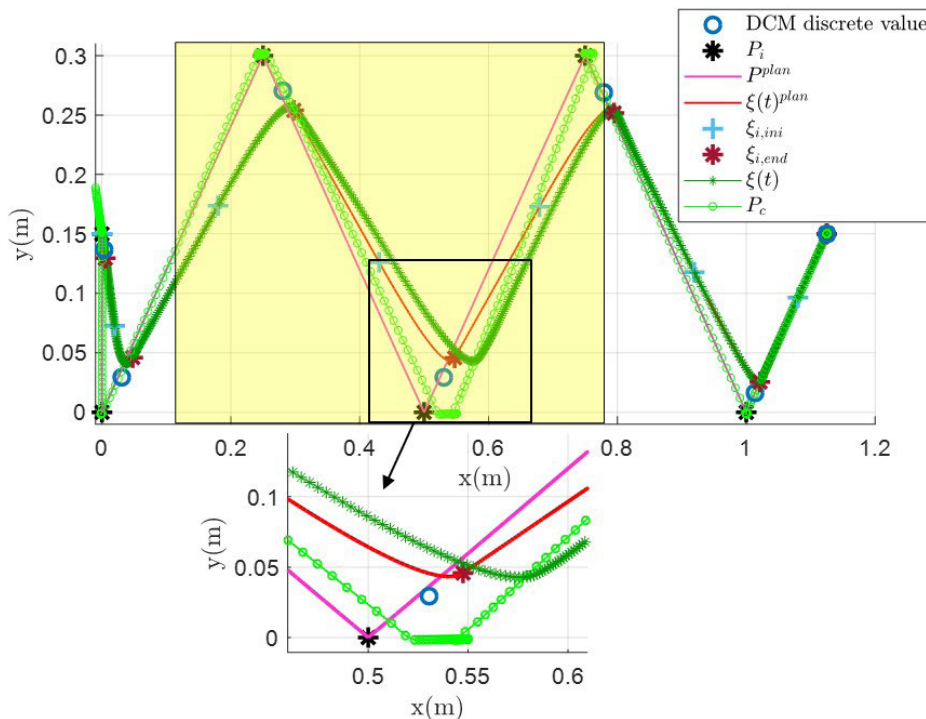 DCM discrete value
P_i
P^{plan}
ξ(t)^{plan}
ξ_{i,ini}
ξ_{i,end}
ξ(t)
P_c
0.3
0.25
0.2
0.15
0.1
0.05
0
y(m)
0
0.2
0.4
0.6
0.8
1
1.2
x(m)
0.1
0.05
0
y(m)
0.5
0.55
0.6
x(m)